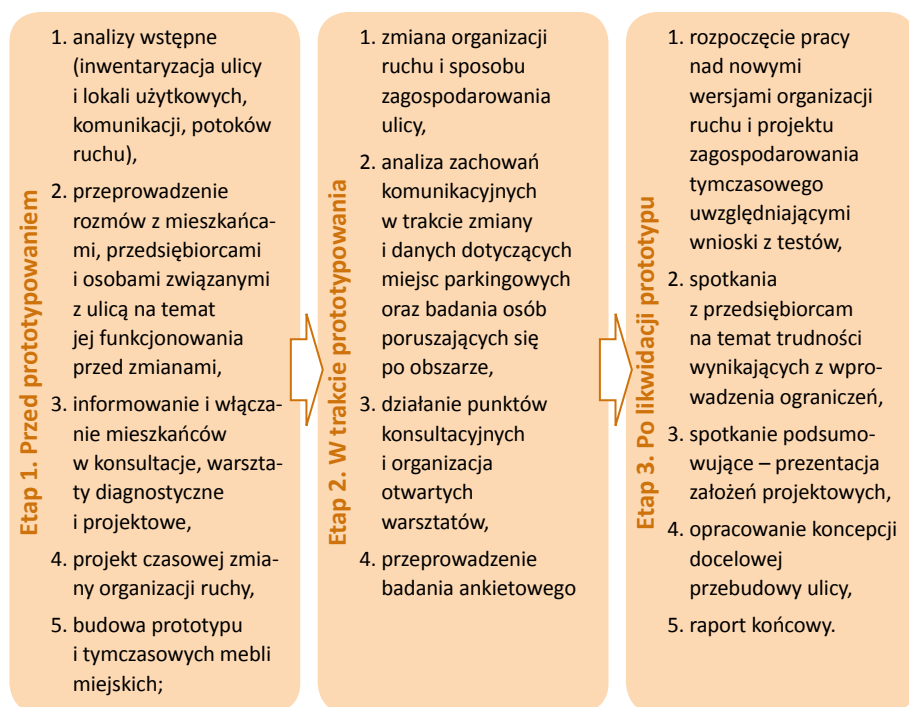 Etap 1. Przed prototypowaniem
1. analizy wstępne
(inwentaryzacja ulicy
i lokali użytkowych,
komunikacji, potoków
ruchu),
2. przeprowadzenie
rozmów z mieszkańca-
mi, przedsiębiorcami
i osobami związanymi
z ulicą na temat
jej funkcjonowania
przed zmianami,
3. informowanie i włącza-
nie mieszkańców
w konsultacje, warszta-
ty diagnostyczne
i projektowe,
4. projekt czasowej zmia-
ny organizacji ruchy,
5. budowa prototypu
i tymczasowych mebli
miejskich;
Etap 2. W trakcie prototypowania
1. zmiana organizacji
ruchu i sposobu
zagospodarowania
ulicy,
2. analiza zachowań
komunikacyjnych
w trakcie zmiany
i danych dotyczących
miejsc parkingowych
oraz badania osób
poruszających się
po obszarze,
3. działanie punktów
konsultacyjnych
i organizacja
otwartych
warsztatów,
4. przeprowadzenie
badania ankietowego
Etap 3. Po likwidacji prototypu
1. rozpoczęcie pracy
nad nowymi
wersjami organizacji
ruchu i projektu
zagospodarowania
tymczasowego
uwzględniającymi
wnioski z testów,
2. spotkania
z przedsiębiorcam
na temat trudności
wynikających z wpro-
wadzenia ograniczeń,
3. spotkanie podsumo-
wujące – prezentacja
założeń projektowych,
4. opracowanie koncepcji
docelowej
przebudowy ulicy,
5. raport końcowy.